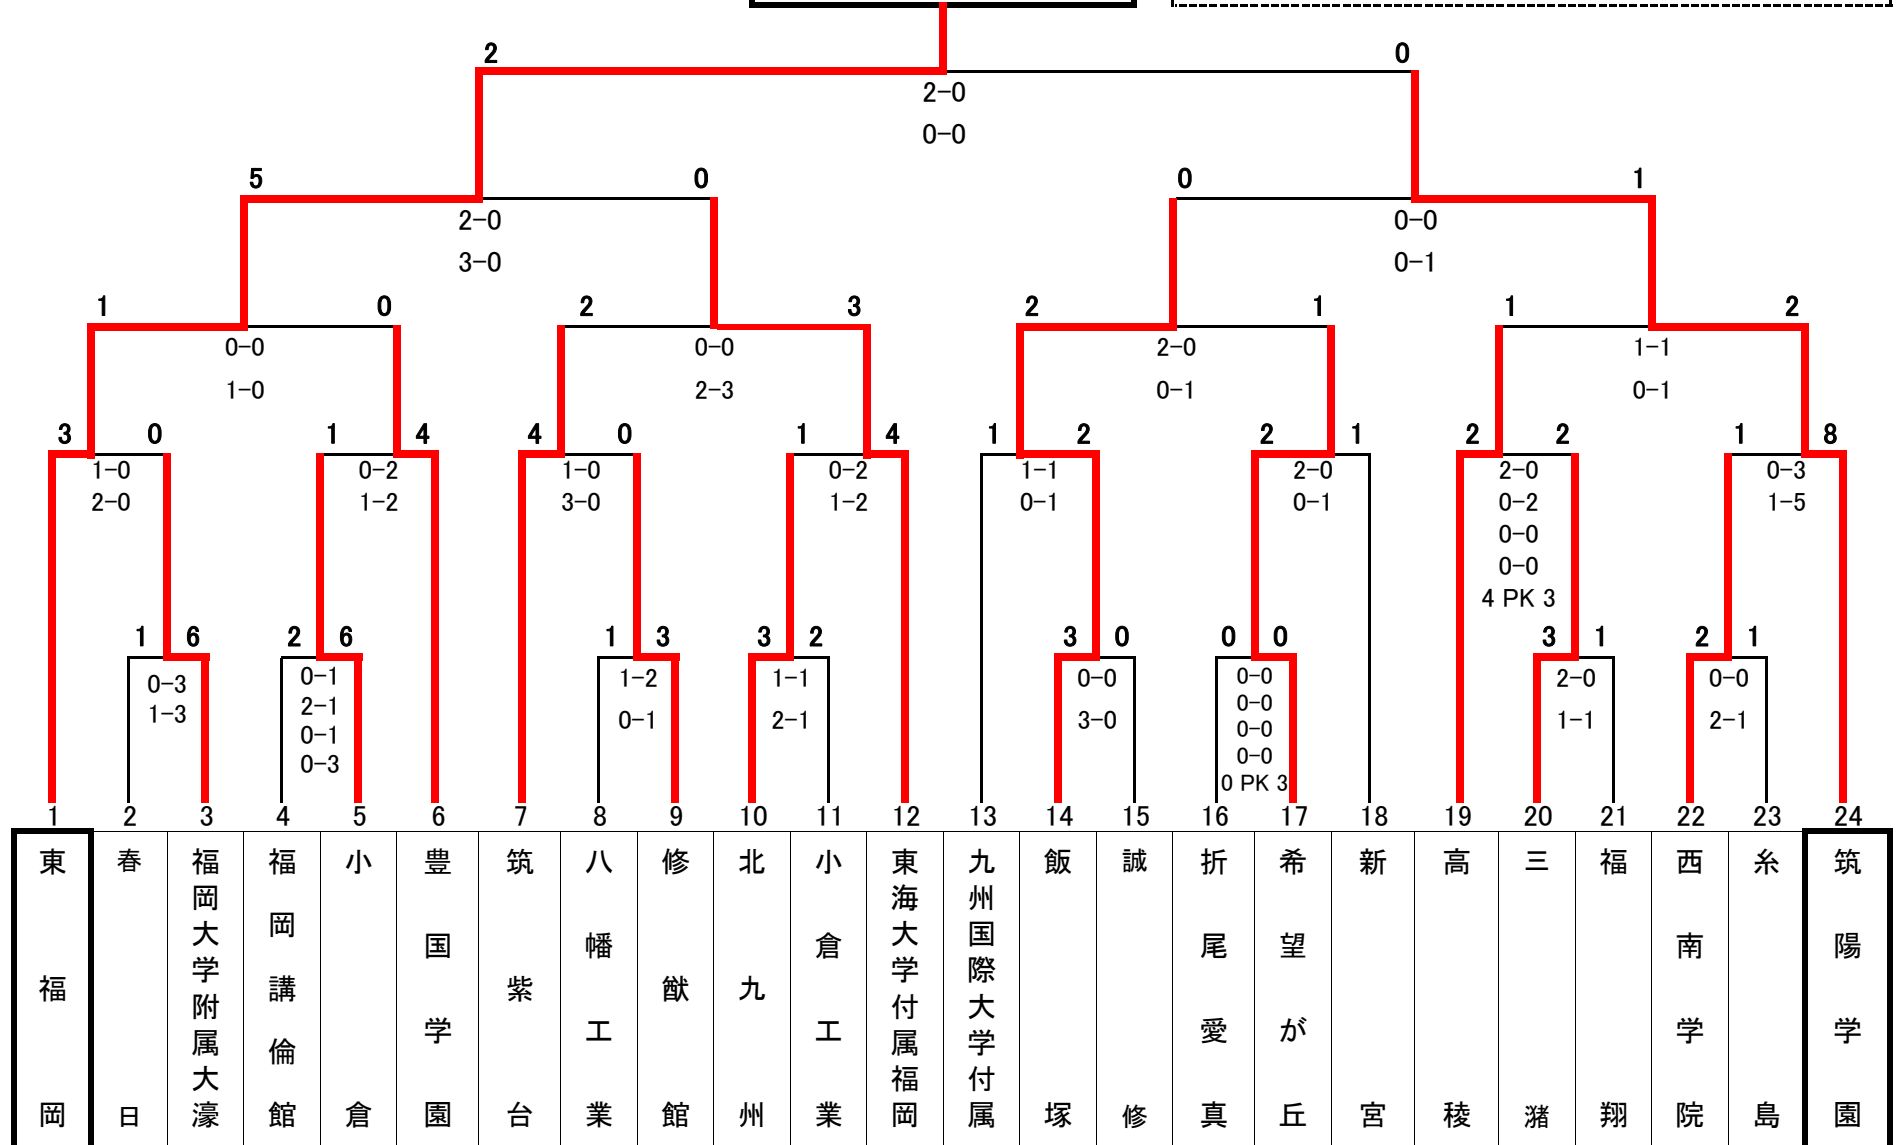 2 0
2-0
0-0
5 0 0 1
2-0 0-0
3-0 0-1
1 0 2 3 2 1 1 2
0-0 0-0 2-0 1-1
1-0 2-3 0-1 0-1
3 0 1 4 4 0 1 4 1 2 2 1 2 2 1 8
1-0 0-2 1-0 0-2 1-1 2-0 2-0 0-3
2-0 1-2 3-0 1-2 0-1 0-1 0-2 1-5
0-0
0-0
4 PK 3
1 6 2 6 1 3 3 2 3 0 0 0 3 1 2 1
0-3
1-3
0-1
2-1
0-1
0-3
1-2
0-1
1-1
2-1
0-0
3-0
0-0
0-0
0-0
0-0
0 PK 3
2-0
1-1
0-0
2-1
1 2 3 4 5 6 7 8 9 10 11 12 13 14 15 16 17 18 19 20 21 22 23 24
東福岡
春日
福岡大学附属大濠
福岡講倫館
小倉
豊国学園
筑紫台
八幡工業
修猷館
北九州
小倉工業
東海大学付属福岡
九州国際大学付属
飯塚
誠修
折尾愛真
希望が丘
新宮
高稜
三潴
福翔
西南学院
糸島
筑陽学園